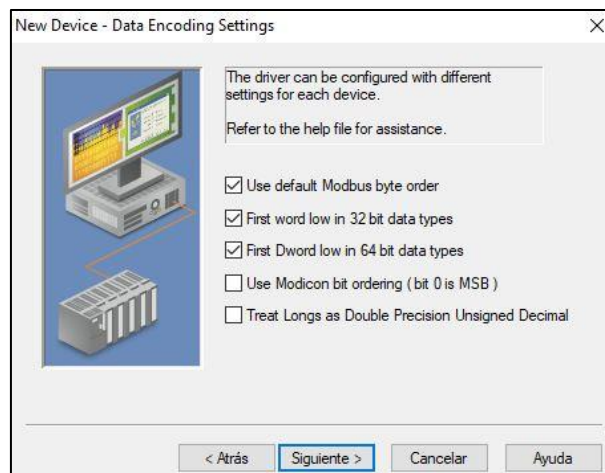 New Device - Data Encoding Settings
The driver can be configured with different
settings for each device.
Refer to the help file for assistance.
Use default Modbus byte order
First word low in 32 bit data types
First Dword low in 64 bit data types
Use Modicon bit ordering ( bit 0 is MSB )
Treat Longs as Double Precision Unsigned Decimal
< Atrás
Siguiente >
Cancelar
Ayuda